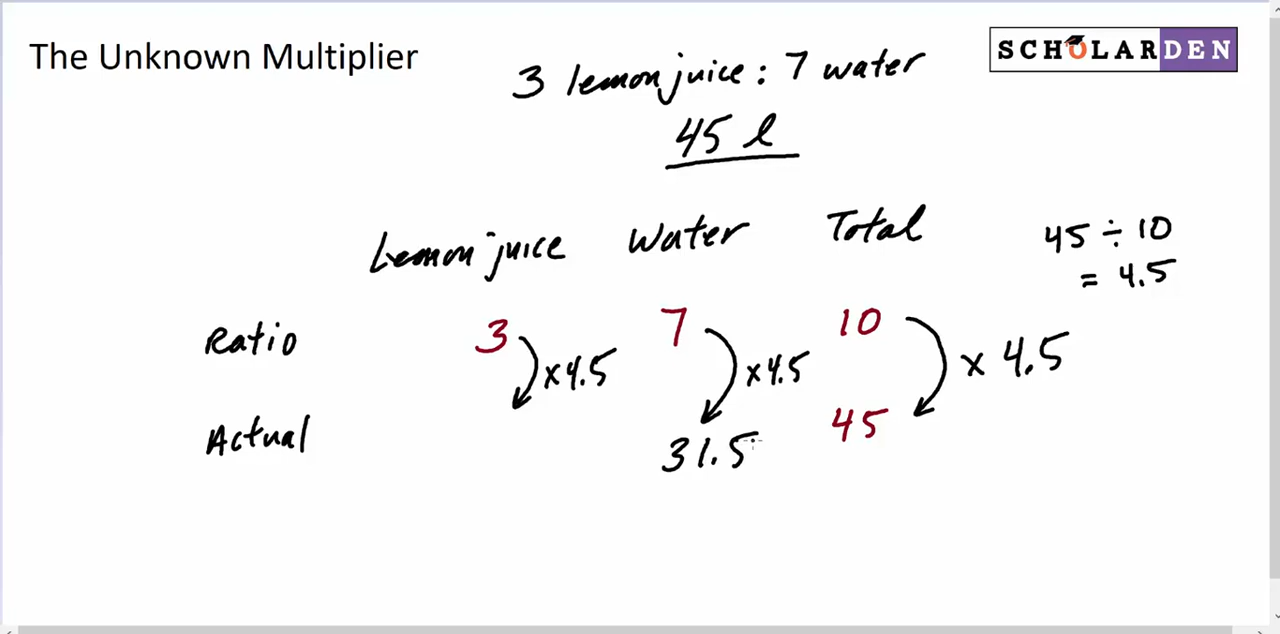 The Unknown Multiplier
SCHOLARDEN
3 lemon juice : 7 water
45 l
Lemon juice Water Total
45 ÷ 10
= 4.5
Ratio 3 7 10
x 4.5 x 4.5 x 4.5
Actual 31.5 45